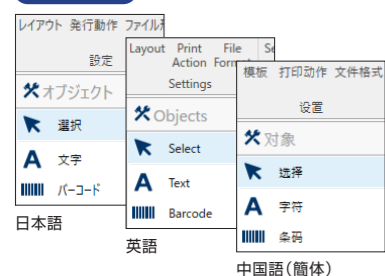 レイアウト 発行動作 ファイル
設定
オブジェクト
選択
文字
バーコード
日本語
Layout Print Action File Format
Settings
Objects
Select
Text
Barcode
英語
模板 打印动作 文件格式
设置
对象
选择
字符
条码
中国語(簡体)